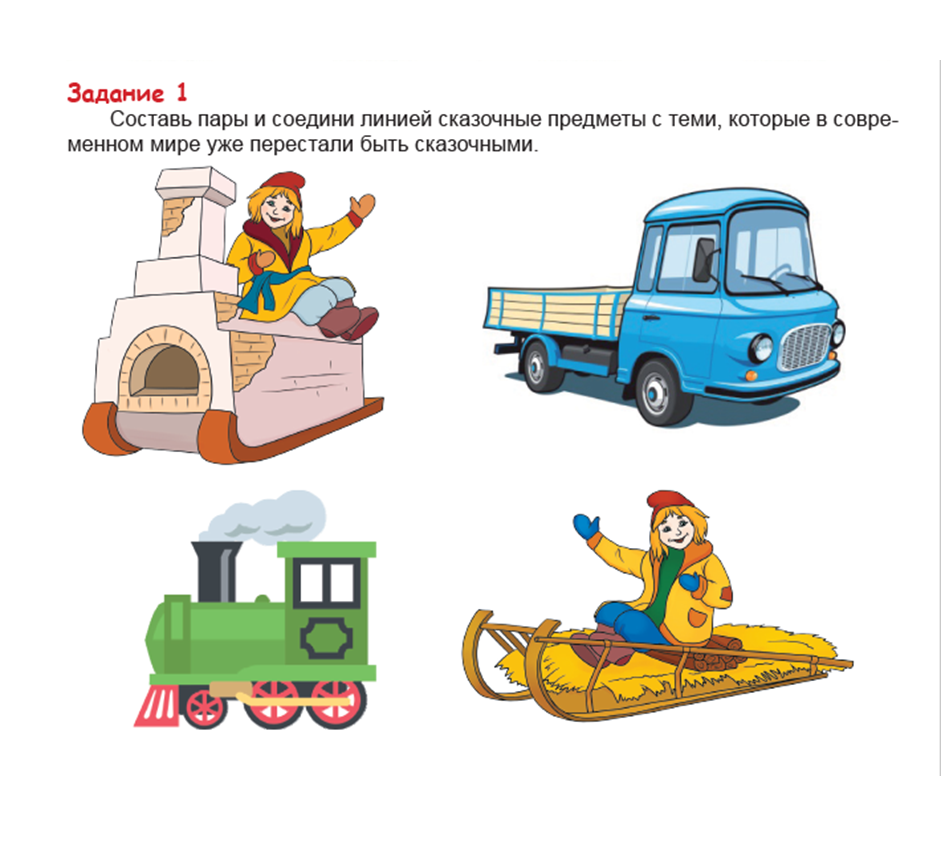 Задание 1
Составь пары и соедини линией сказочные предметы с теми, которые в совре-
менном мире уже перестали быть сказочными.